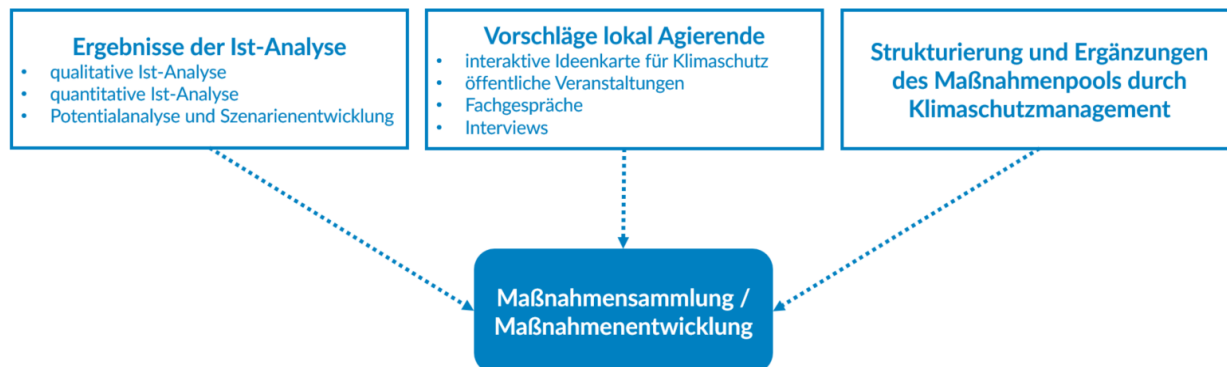 Ergebnisse der Ist-Analyse
• qualitative Ist-Analyse
• quantitative Ist-Analyse
• Potentialanalyse und Szenarienentwicklung
Vorschläge lokal Agierende
• interaktive Ideenkarte für Klimaschutz
• öffentliche Veranstaltungen
• Fachgespräche
• Interviews
Strukturierung und Ergänzungen
des Maßnahmenpools durch
Klimaschutzmanagement
Maßnahmensammlung /
Maßnahmenentwicklung